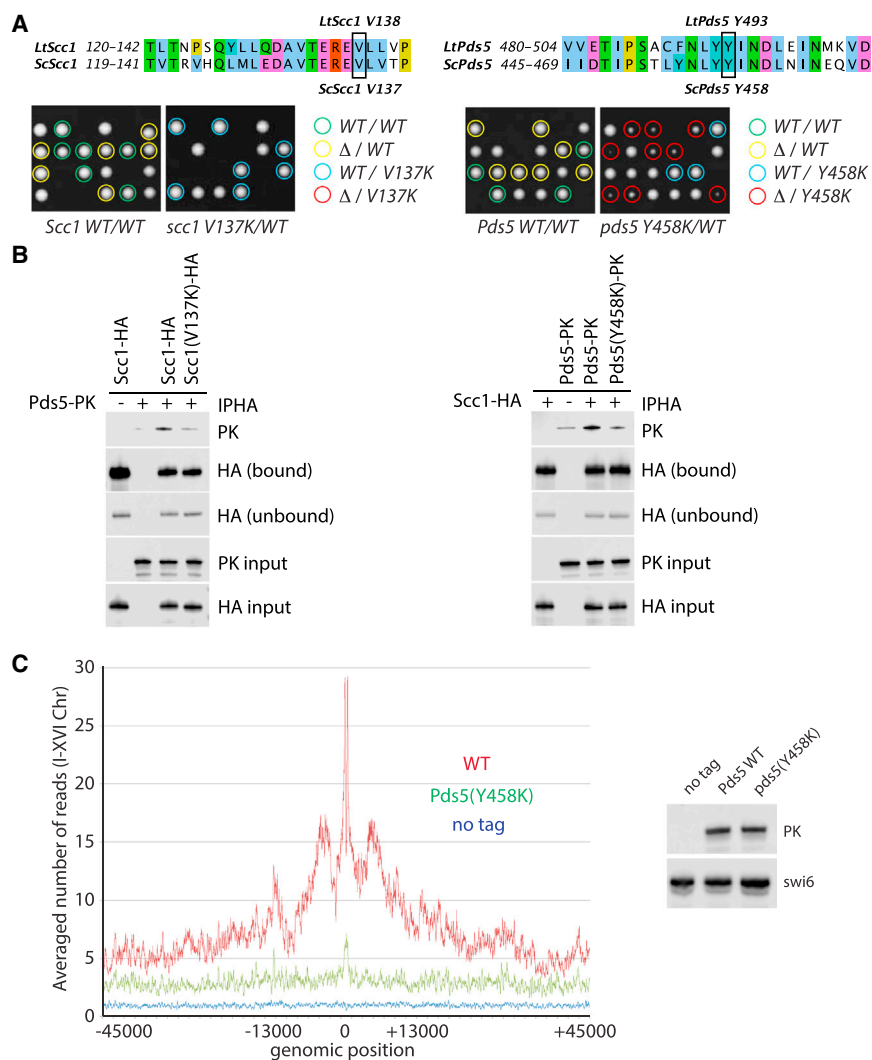 A
LtScc1 V138
LtScc1 120–142 T L T N P S Q Y L L Q D A V T E R E V L L V P
ScScc1 119–141 T V T R V H Q L M L E D A V T E R E V L V T P
ScScc1 V137
WT / WT
Δ / WT
WT / V137K
Δ / V137K
Scc1 WT/WT
scc1 V137K/WT
LtPds5 Y493
LtPds5 480–504 V V E T I P S A C F N L Y Y I N D L E I N M K V D
ScPds5 445–469 I I D T I P S T L Y N L Y Y I N D L N I N E Q V D
ScPds5 Y458
WT / WT
Δ / WT
WT / Y458K
Δ / Y458K
Pds5 WT/WT
pds5 Y458K/WT
B
Scc1-HA
Scc1-HA
Scc1(V137K)-HA
Pds5-PK - + + + IPHA
PK
HA (bound)
HA (unbound)
PK input
HA input
Pds5-PK
Pds5-PK
Pds5(Y458K)-PK
Scc1-HA + - + + IPHA
PK
HA (bound)
HA (unbound)
PK input
HA input
C
Averaged number of reads (I-XVI Chr)
30
25
20
15
10
5
0
WT
Pds5(Y458K)
no tag
-45000 -13000 0 +13000 +45000
genomic position
no tag
Pds5 WT
pds5(Y458K)
PK
swi6